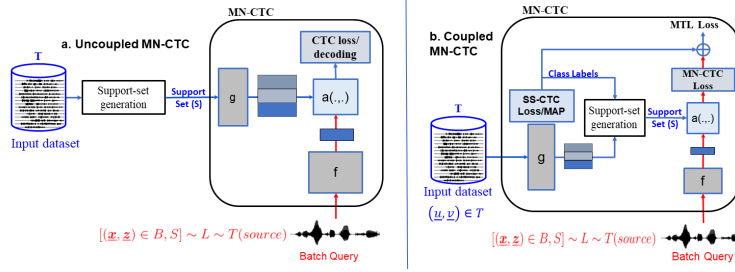 MN-CTC
a. Uncoupled MN-CTC
T
Input dataset
Support-set
generation
Support
Set (S)
g
CTC loss/
decoding
a(.,.)
f
[(x, z) ∈ B, S] ∼ L ∼ T(source)
Batch Query
MN-CTC
b. Coupled
MN-CTC
MTL Loss
Class Labels
MN-CTC
Loss
T
SS-CTC
Loss/MAP
Support-set
generation
Support
Set (S)
a(.,.)
g
f
Input dataset
(u, v) ∈ T
[(x, z) ∈ B, S] ∼ L ∼ T(source)
Batch Query